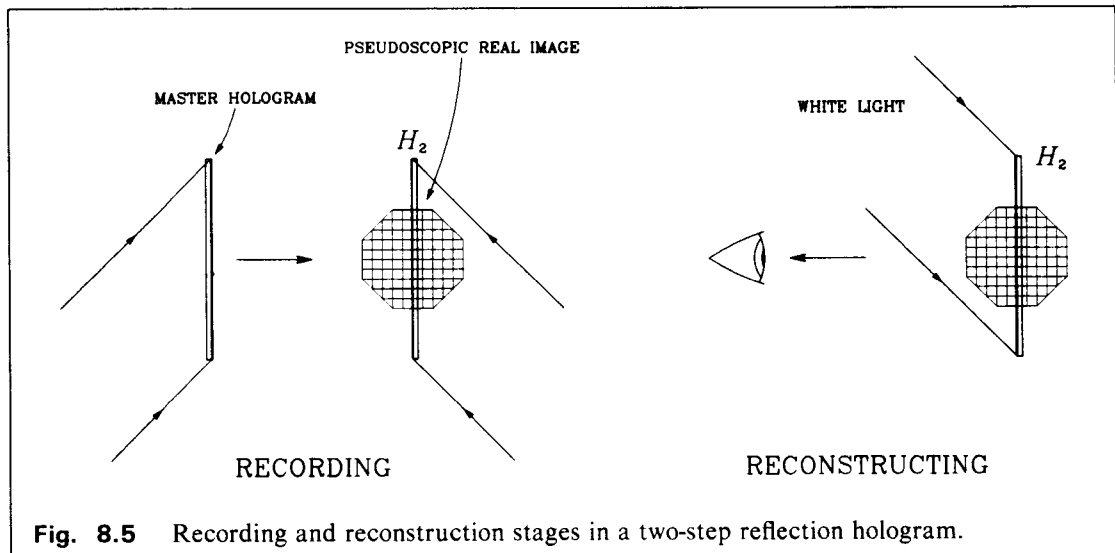 PSEUDOSCOPIC REAL IMAGE
MASTER HOLOGRAM
H₂
WHITE LIGHT
H₂
RECORDING
RECONSTRUCTING
Fig. 8.5 Recording and reconstruction stages in a two-step reflection hologram.